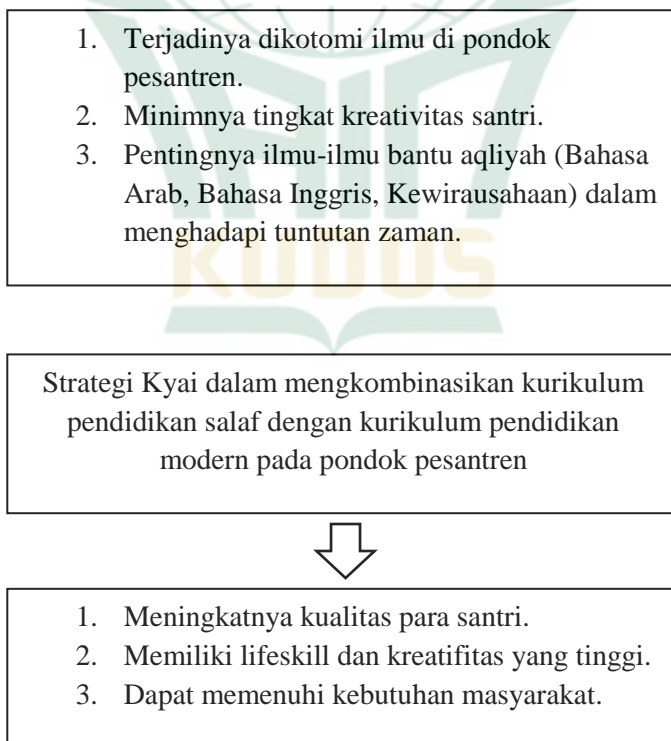 1. Terjadinya dikotomi ilmu di pondok
pesantren.
2. Minimnya tingkat kreativitas santri.
3. Pentingnya ilmu-ilmu bantu aqliyah (Bahasa
Arab, Bahasa Inggris, Kewirausahaan) dalam
menghadapi tuntutan zaman.
KUDUS
Strategi Kyai dalam mengkombinasikan kurikulum
pendidikan salaf dengan kurikulum pendidikan
modern pada pondok pesantren
1. Meningkatnya kualitas para santri.
2. Memiliki lifeskill dan kreatifitas yang tinggi.
3. Dapat memenuhi kebutuhan masyarakat.